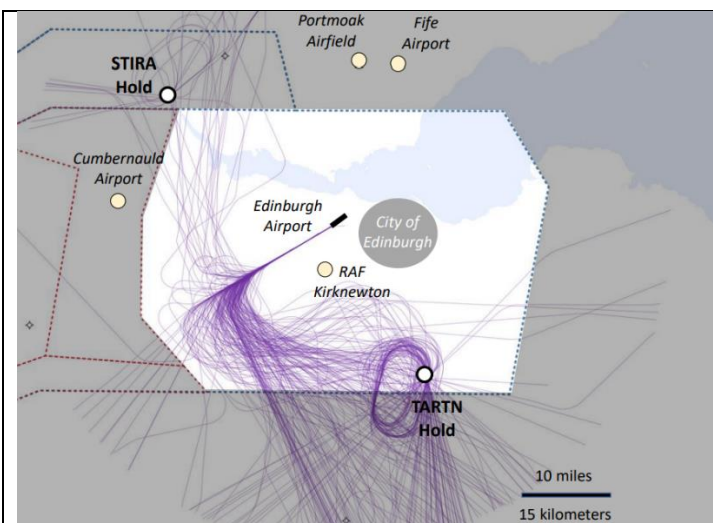 Portmoak
Airfield
Fife
Airport
STIRA
Hold
Cumbernauld
Airport
Edinburgh
Airport
City of
Edinburgh
RAF
Kirknewton
TARTN
Hold
10 miles
15 kilometers